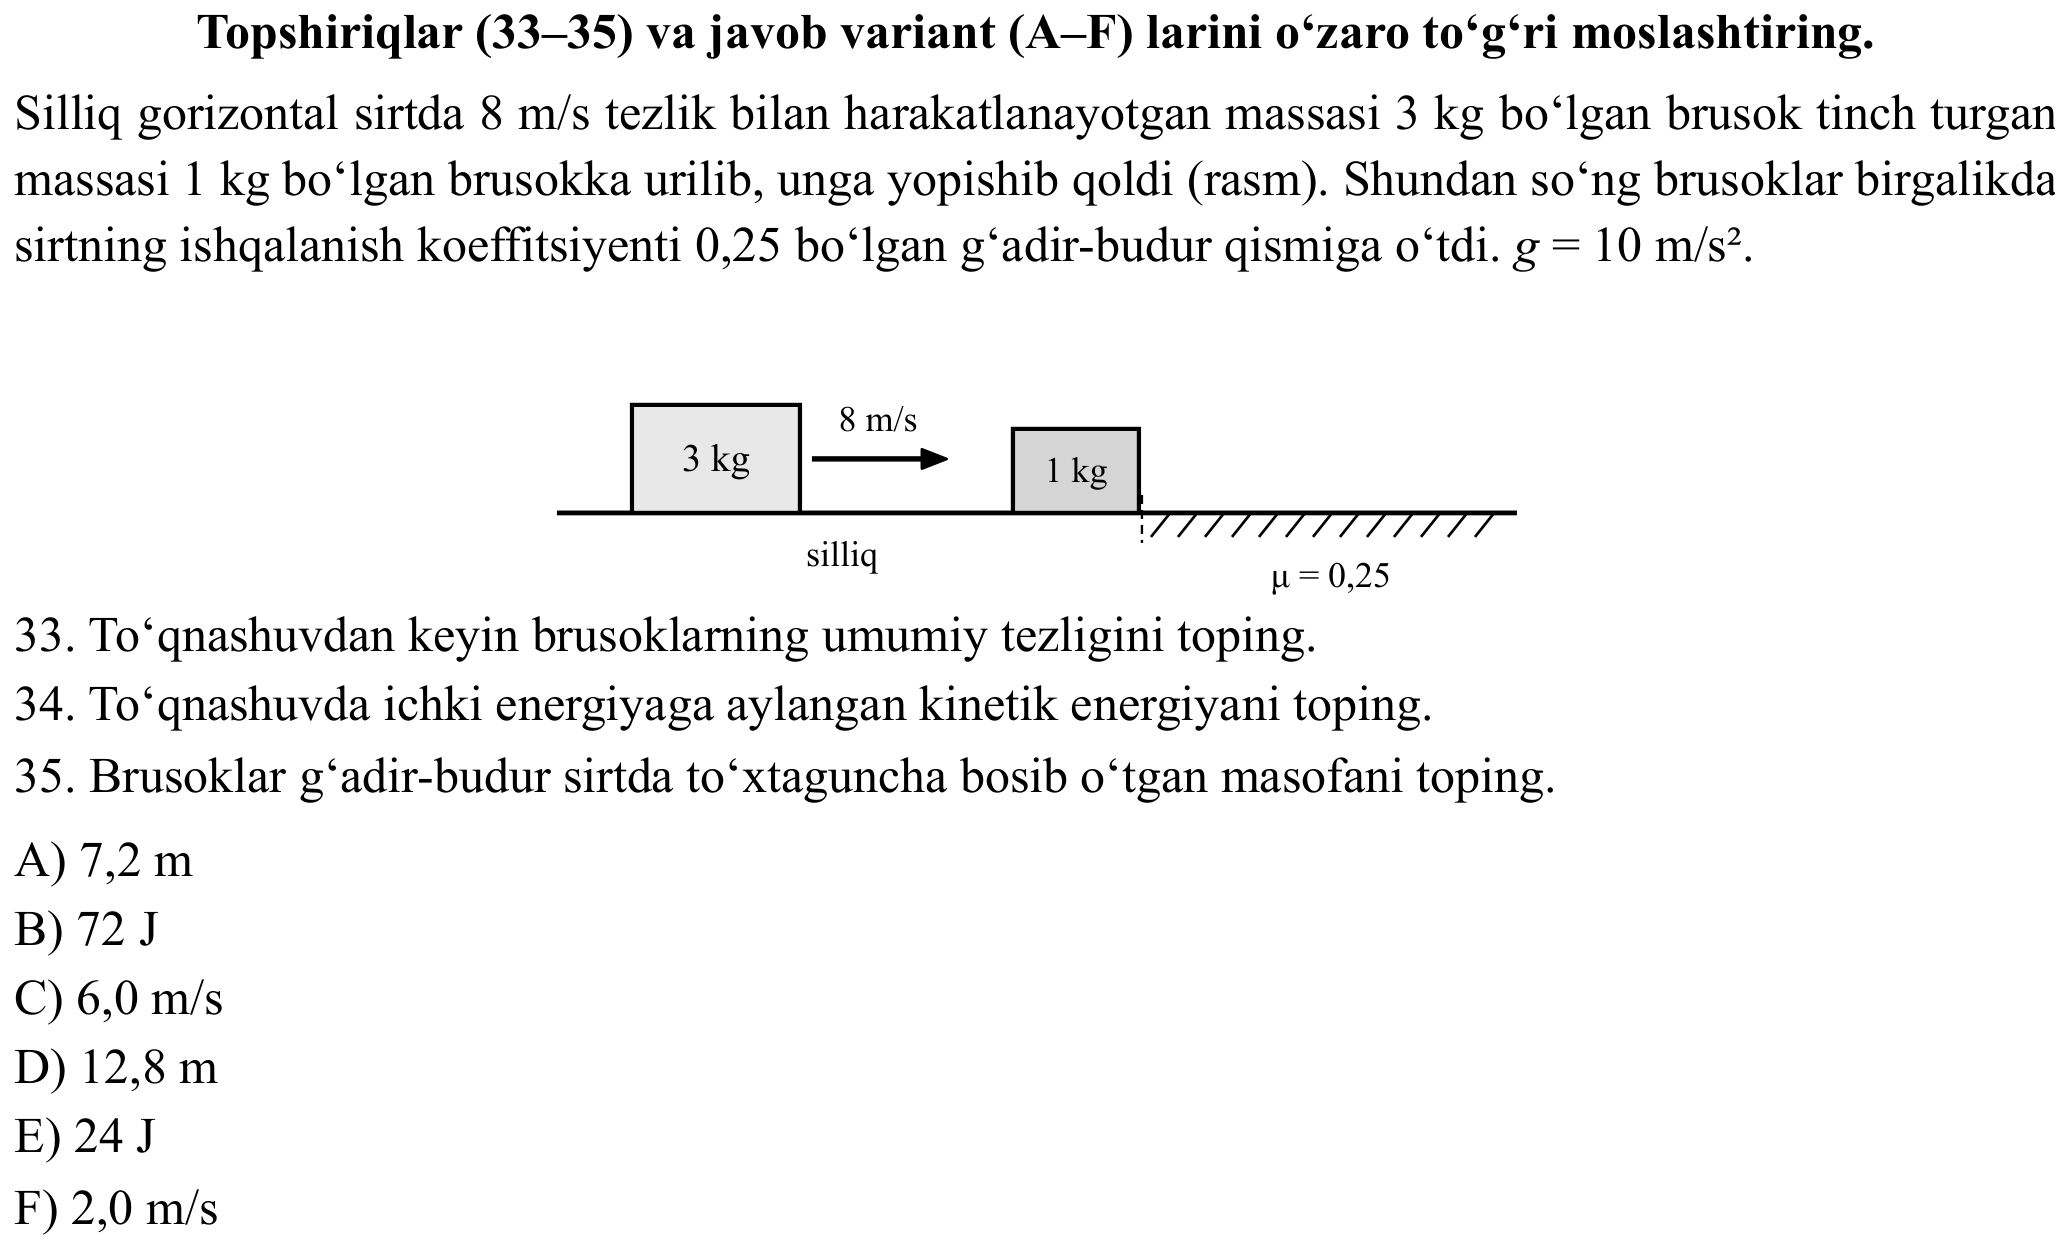 Topshiriqlar (33–35) va javob variant (A–F) larini o‘zaro to‘g‘ri moslashtiring.
Silliq gorizontal sirtda 8 m/s tezlik bilan harakatlanayotgan massasi 3 kg bo‘lgan brusok tinch turgan
massasi 1 kg bo‘lgan brusokka urilib, unga yopishib qoldi (rasm). Shundan so‘ng brusoklar birgalikda
sirtning ishqalanish koeffitsiyenti 0,25 bo‘lgan g‘adir-budur qismiga o‘tdi. g = 10 m/s².
8 m/s
3 kg
1 kg
silliq
μ = 0,25
33. To‘qnashuvdan keyin brusoklarning umumiy tezligini toping.
34. To‘qnashuvda ichki energiyaga aylangan kinetik energiyani toping.
35. Brusoklar g‘adir-budur sirtda to‘xtaguncha bosib o‘tgan masofani toping.
A) 7,2 m
B) 72 J
C) 6,0 m/s
D) 12,8 m
E) 24 J
F) 2,0 m/s